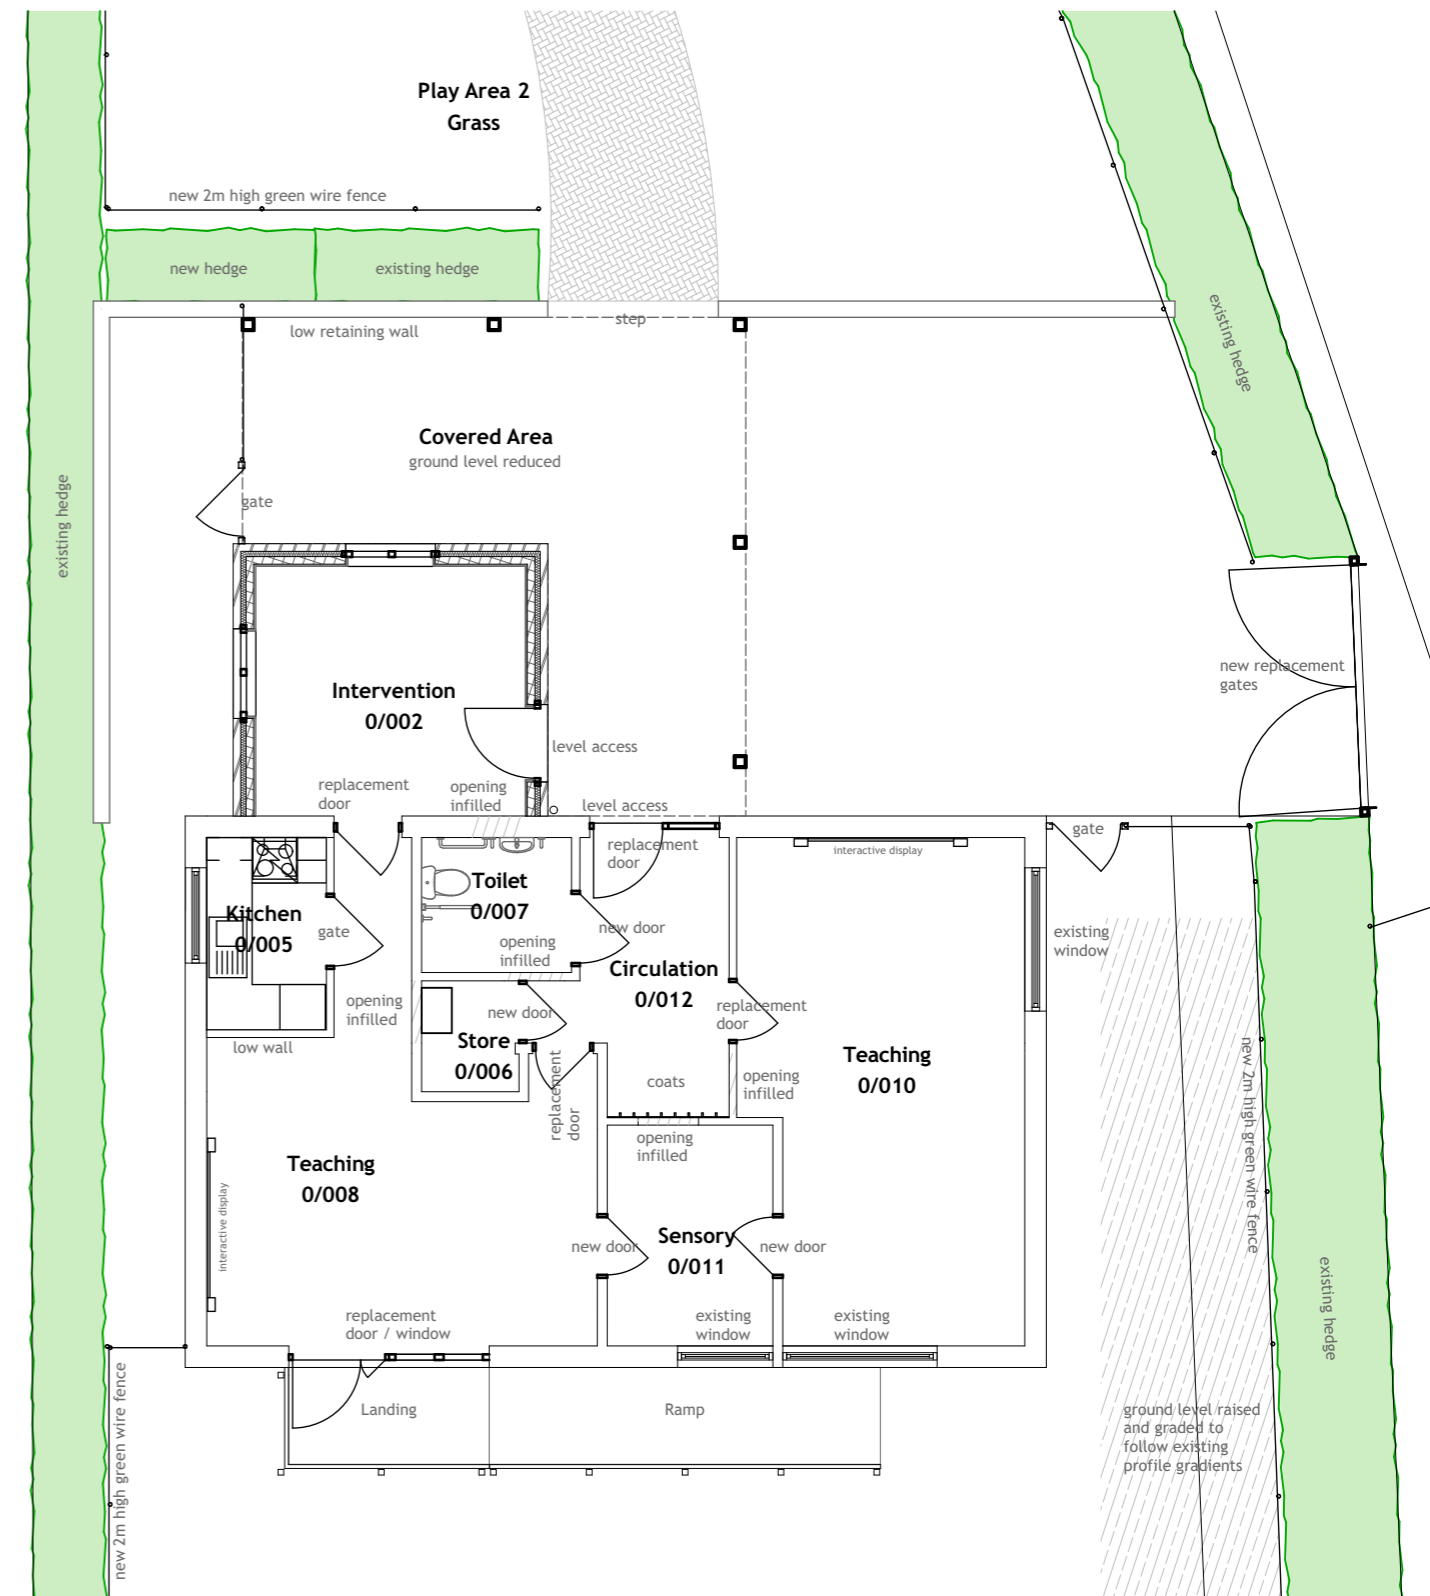 Play Area 2
Grass
new 2m high green wire fence
new hedge
existing hedge
step
low retaining wall
existing hedge
Covered Area
ground level reduced
existing hedge
gate
new replacement
gates
Intervention
0/002
level access
replacement
door
opening
infilled
level access
gate
replacement
door
interactive display
Toilet
0/007
Kitchen
0/005
gate
new door
existing
window
opening
infilled
Circulation
0/012
opening
infilled
new door
replacement
door
Store
0/006
low wall
replacement
door
coats
opening
infilled
Teaching
0/010
new 2m high green wire fence
opening
infilled
Teaching
0/008
interactive display
Sensory
0/011
new door
new door
replacement
door / window
existing
window
existing
window
existing hedge
Landing
Ramp
new 2m high green wire fence
ground level raised
and graded to
follow existing
profile gradients